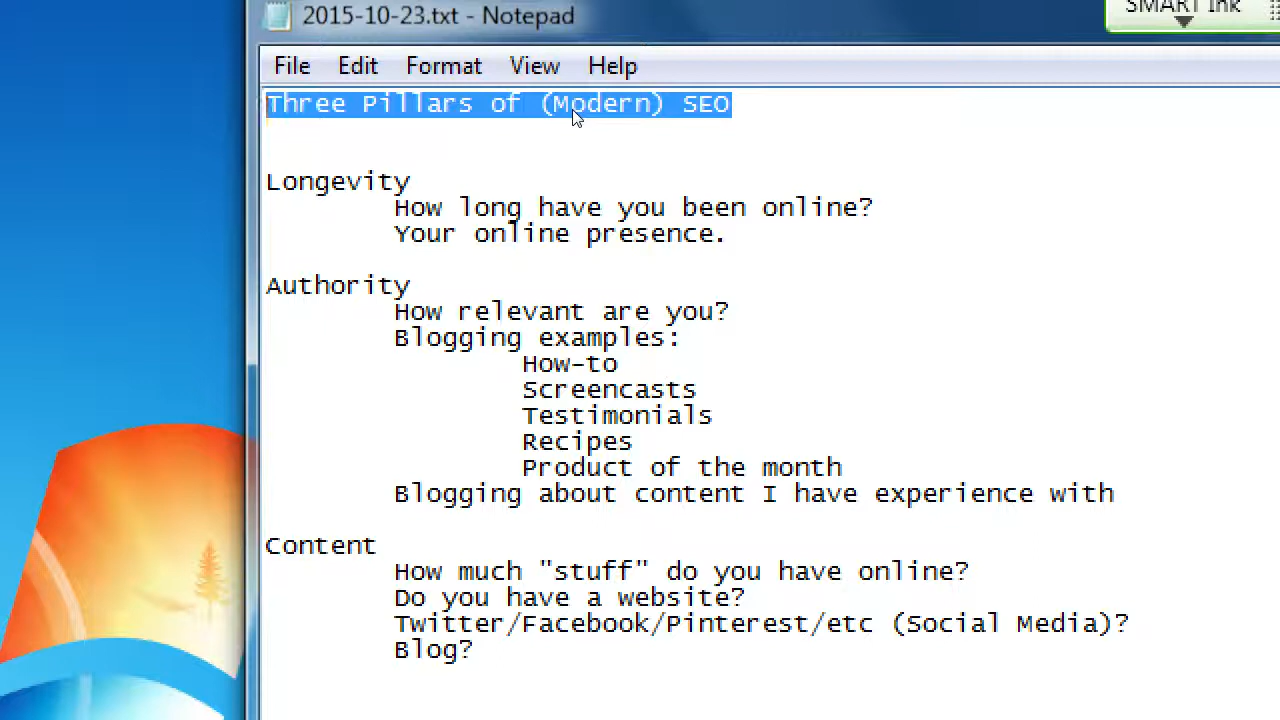 2015-10-23.txt - Notepad
SMART Ink
File Edit Format View Help
Three Pillars of (Modern) SEO
Longevity
How long have you been online?
Your online presence.
Authority
How relevant are you?
Blogging examples:
How-to
Screencasts
Testimonials
Recipes
Product of the month
Blogging about content I have experience with
Content
How much "stuff" do you have online?
Do you have a website?
Twitter/Facebook/Pinterest/etc (Social Media)?
Blog?